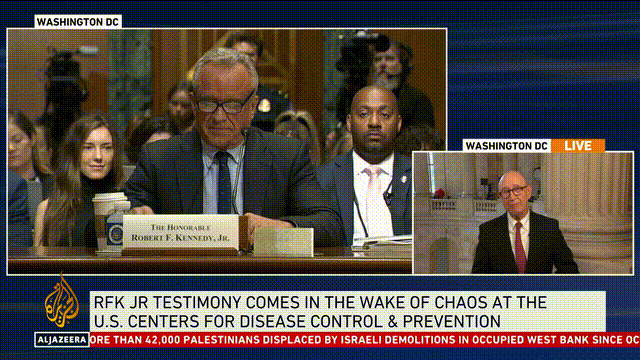 WASHINGTON DC
WASHINGTON DC
LIVE
THE HONORABLE
ROBERT F. KENNEDY, JR.
RFK JR TESTIMONY COMES IN THE WAKE OF CHAOS AT THE
U.S. CENTERS FOR DISEASE CONTROL & PREVENTION
ALJAZEERA
ORE THAN 42,000 PALESTINIANS DISPLACED BY ISRAELI DEMOLITIONS IN OCCUPIED WEST BANK SINCE OC